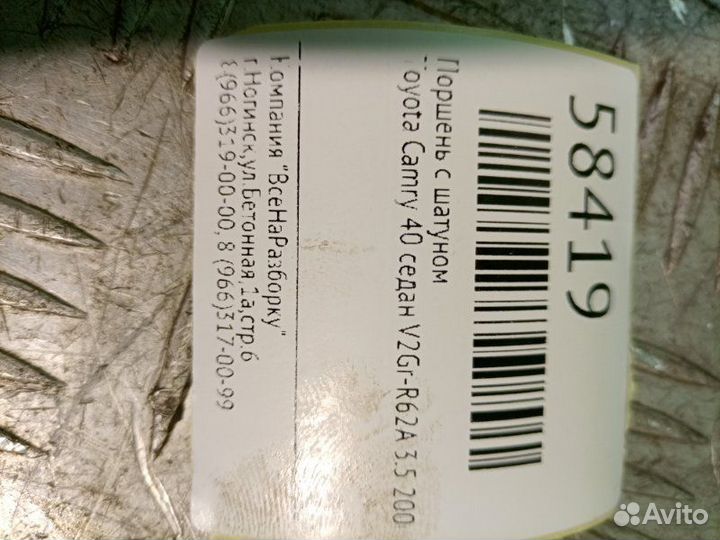 58419
Поршень с шатуном
Toyota Camry 40 седан V2Gr-R62A 3.5 200
Компания "ВсеНаРазборку"
г.Ногинск,ул.Бетонная,1а,стр.6
8(966)319-00-00, 8 (966)317-00-99
Avito